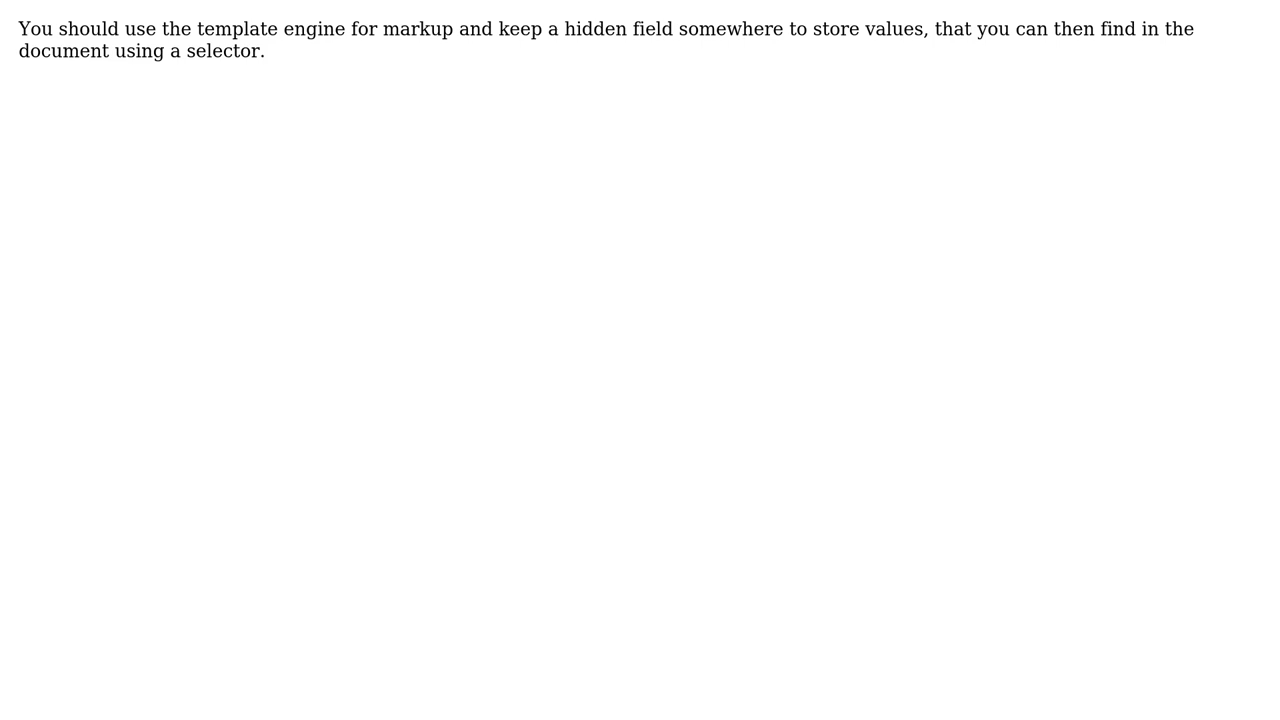 You should use the template engine for markup and keep a hidden field somewhere to store values, that you can then find in the
document using a selector.